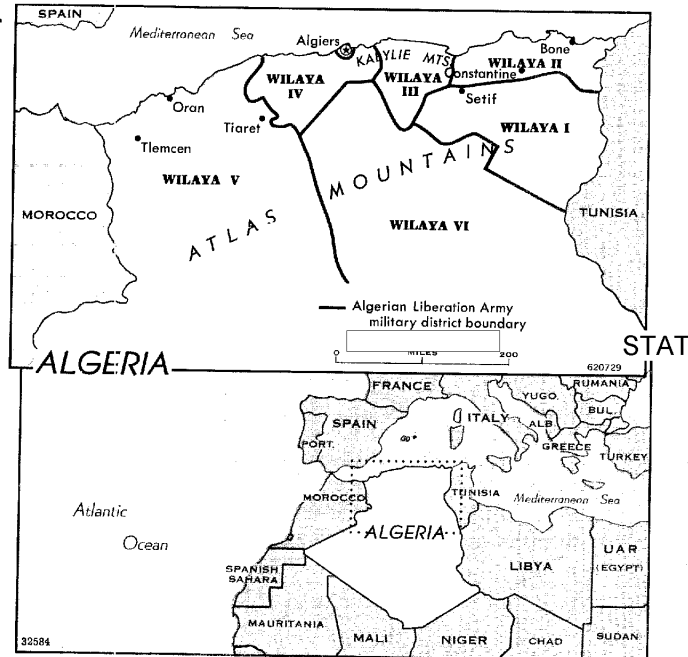 SPAIN
Mediterranean Sea
Algiers
KABYLIE MTS
Bone
WILAYA II
Constantine
WILAYA
IV
WILAYA
III
Setif
Oran
Tiaret
WILAYA I
Tlemcen
WILAYA V
ATLAS MOUNTAINS
MOROCCO
TUNISIA
WILAYA VI
Algerian Liberation Army
military district boundary
0 MILES 200
STAT
620729
ALGERIA
FRANCE
RUMANIA
YUGO.
BUL.
ITALY
SPAIN
ALB.
PORT.
GREECE
TURKEY
MOROCCO
TUNISIA
Mediterranean Sea
Atlantic
Ocean
ALGERIA
UAR
(EGYPT)
LIBYA
SPANISH
SAHARA
MAURITANIA
MALI
NIGER
CHAD
SUDAN
32584